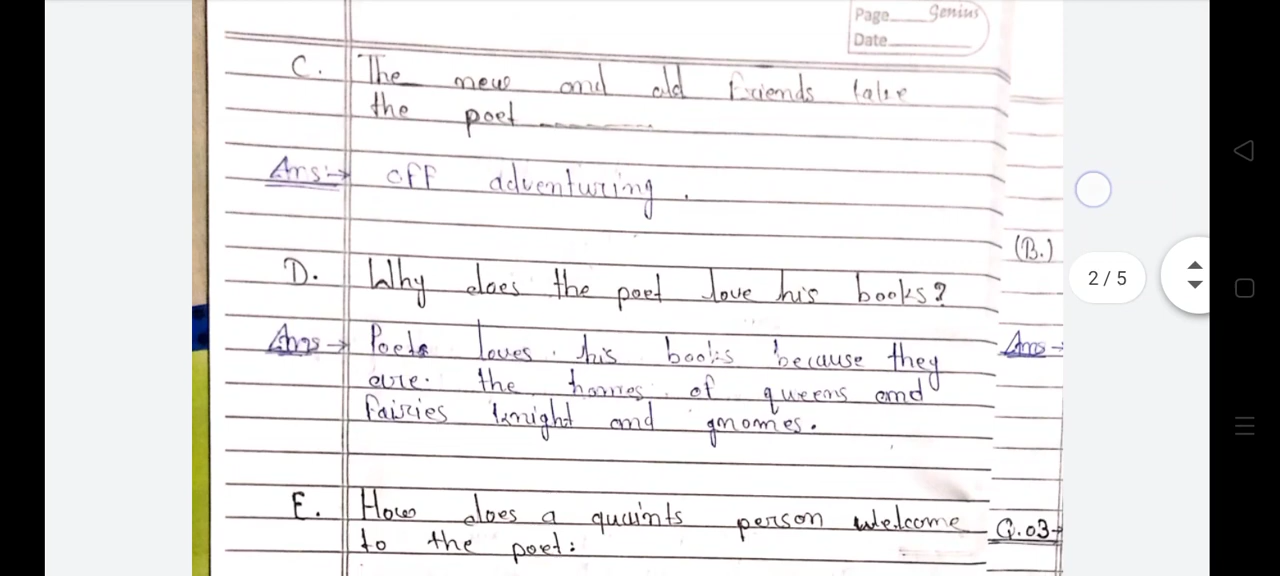 Page Genius
Date
C. The new and old friends take
the poet
Ans:→ off adventuring.
(B.)
2/5
D. Why does the poet love his books?
Ans → Poets loves his books because they
Ans -
are. the homes of queens and
fairies knight and gnomes.
E. How does a quaints person welcome
Q.03-
to the poet: